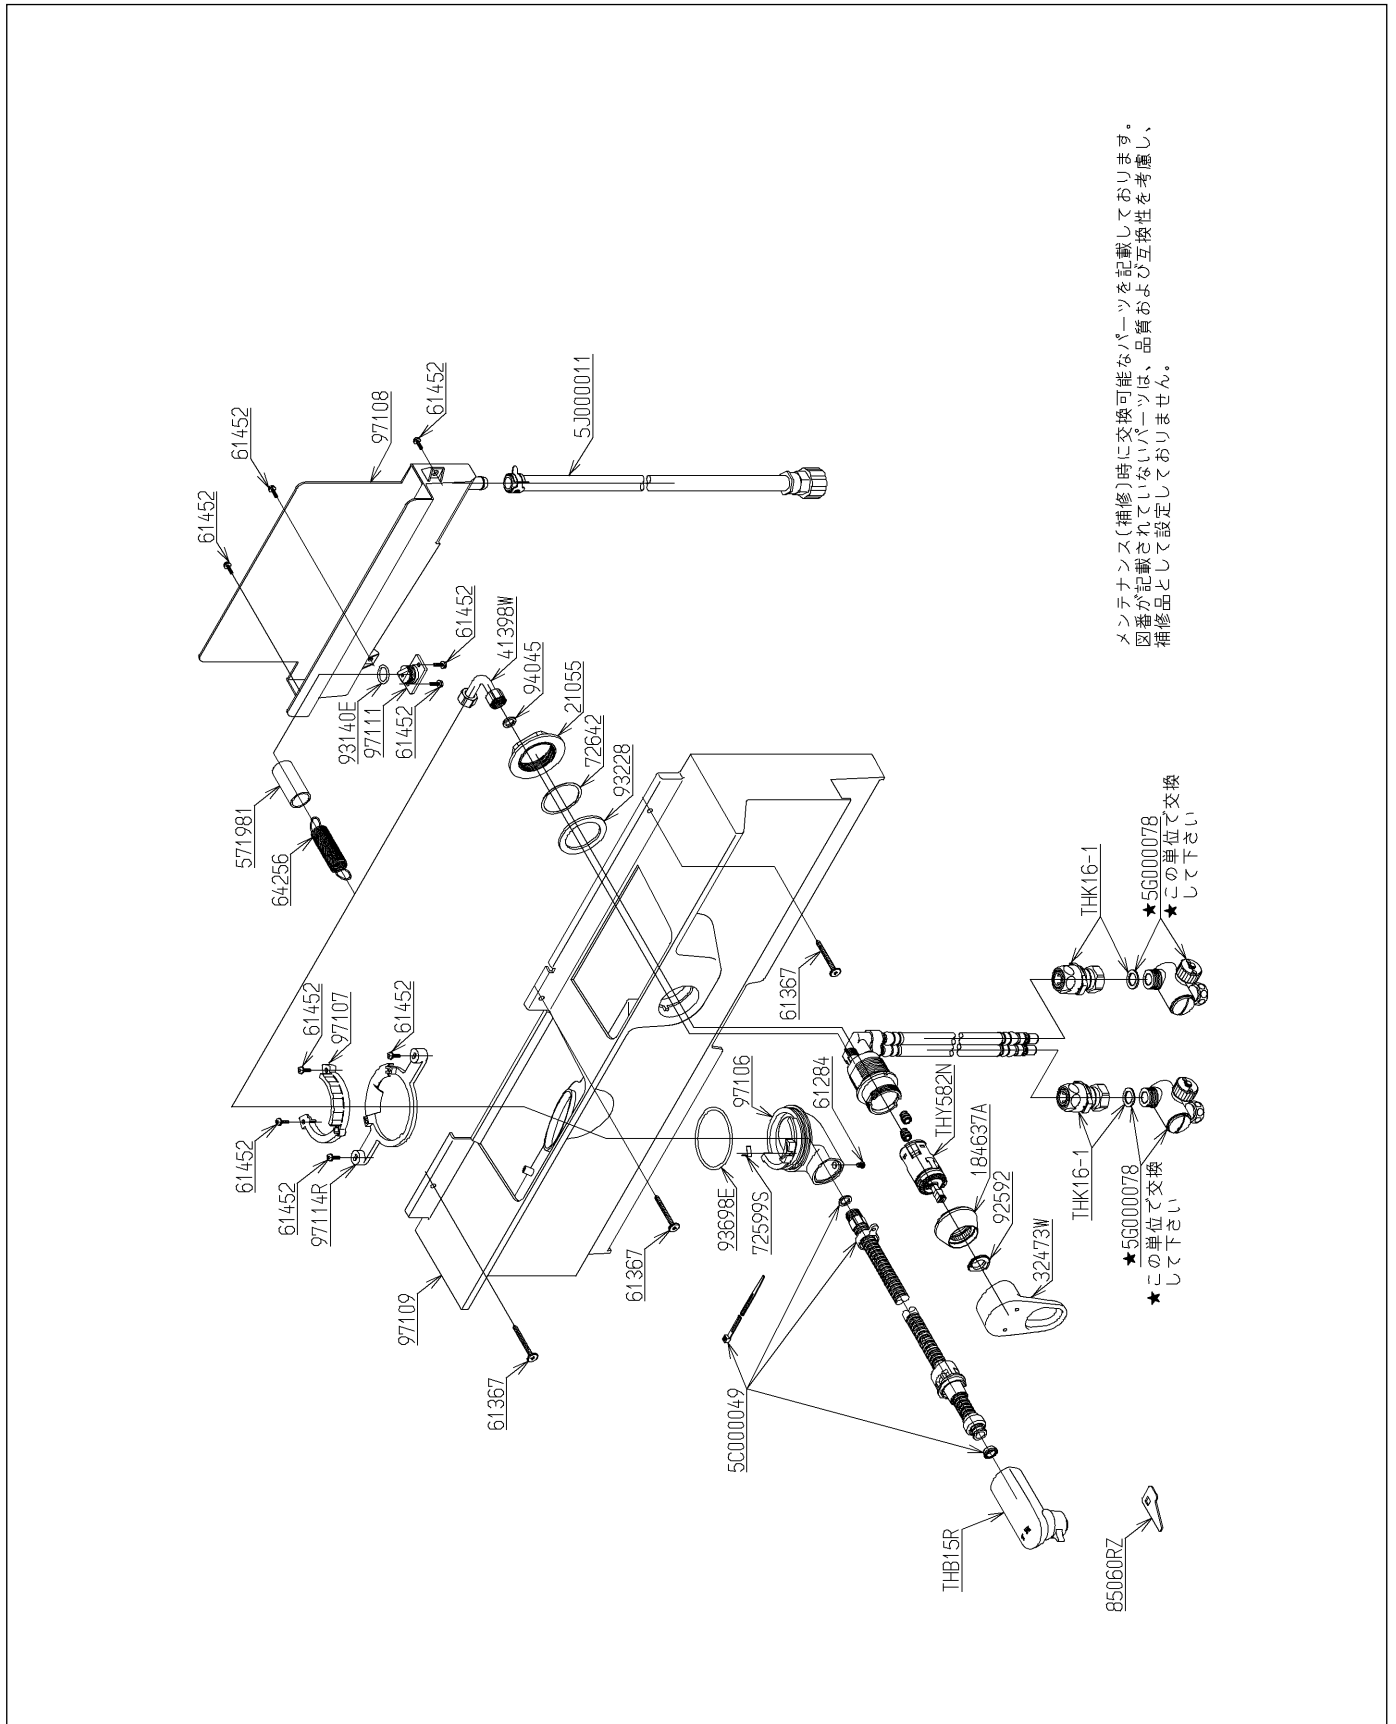 61452
61452
97108
61452
5J000011
571981
64256
93140E
97111
61452
61452
41398W
94045
21055
72642
93228
61452
97107
61452
61452
61452
97114R
97109
61367
61367
61367
93698E
72599S
97106
61284
THY582N
184637A
92592
32473W
5C000049
THB15R
85060RZ
THK16-1
★5G000078
★この単位で交換
して下さい
THK16-1
★5G000078
★この単位で交換
して下さい
メンテナンス(補修)時に交換可能なパーツを記載しております。
図番が記載されていないパーツは、品質および互換性を考慮し、
補修品として設定しておりません。